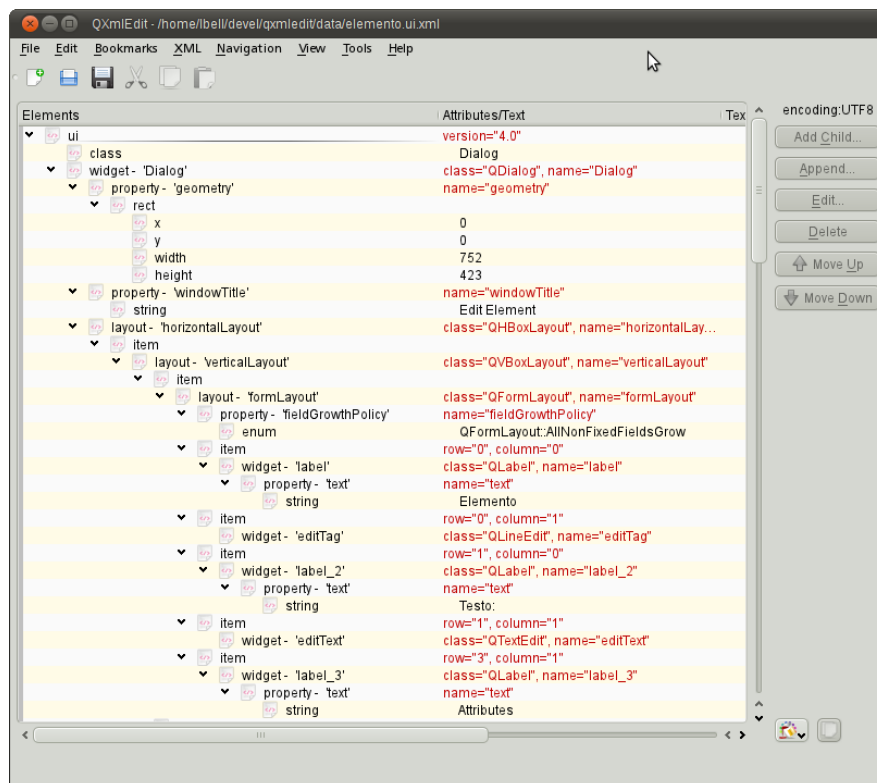 QXmlEdit - /home/lbell/devel/qxmledit/data/elemento.ui.xml
File Edit Bookmarks XML Navigation View Tools Help
Elements Attributes/Text Tex
encoding:UTF8
ui version="4.0"
Add Child...
class Dialog
widget - 'Dialog' class="QDialog", name="Dialog"
Append...
property - 'geometry' name="geometry"
rect
Edit...
x 0
Delete
y 0
width 752
Move Up
height 423
property - 'windowTitle' name="windowTitle"
Move Down
string Edit Element
layout - 'horizontalLayout' class="QHBoxLayout", name="horizontalLay...
item
layout - 'verticalLayout' class="QVBoxLayout", name="verticalLayout"
item
layout - 'formLayout' class="QFormLayout", name="formLayout"
property - 'fieldGrowthPolicy' name="fieldGrowthPolicy"
enum QFormLayout::AllNonFixedFieldsGrow
item row="0", column="0"
widget - 'label' class="QLabel", name="label"
property - 'text' name="text"
string Elemento
item row="0", column="1"
widget - 'editTag' class="QLineEdit", name="editTag"
item row="1", column="0"
widget - 'label_2' class="QLabel", name="label_2"
property - 'text' name="text"
string Testo:
item row="1", column="1"
widget - 'editText' class="QTextEdit", name="editText"
item row="3", column="1"
widget - 'label_3' class="QLabel", name="label_3"
property - 'text' name="text"
string Attributes